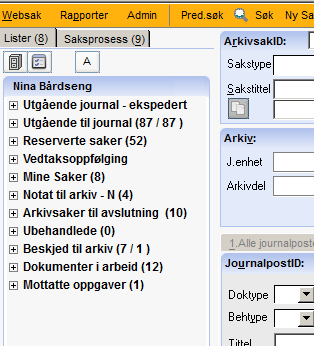 Websak Rapporter Admin Pred.søk Søk Ny Sa
Lister (8) Saksprosess (9)
A
Nina Bårdseng
Utgående journal - ekspedert
Utgående til journal (87 / 87 )
Reserverte saker (52)
Vedtaksoppfølging
Mine Saker (8)
Notat til arkiv - N (4)
Arkivsaker til avslutning (10)
Ubehandlede (0)
Beskjed til arkiv (7 / 1 )
Dokumenter i arbeid (12)
Mottatte oppgaver (1)
ArkivsakID:
Sakstype
Sakstittel
Arkiv:
J.enhet
Arkivdel
1.Alle journalposte
JournalpostID:
Doktype
Behtype
Tittel